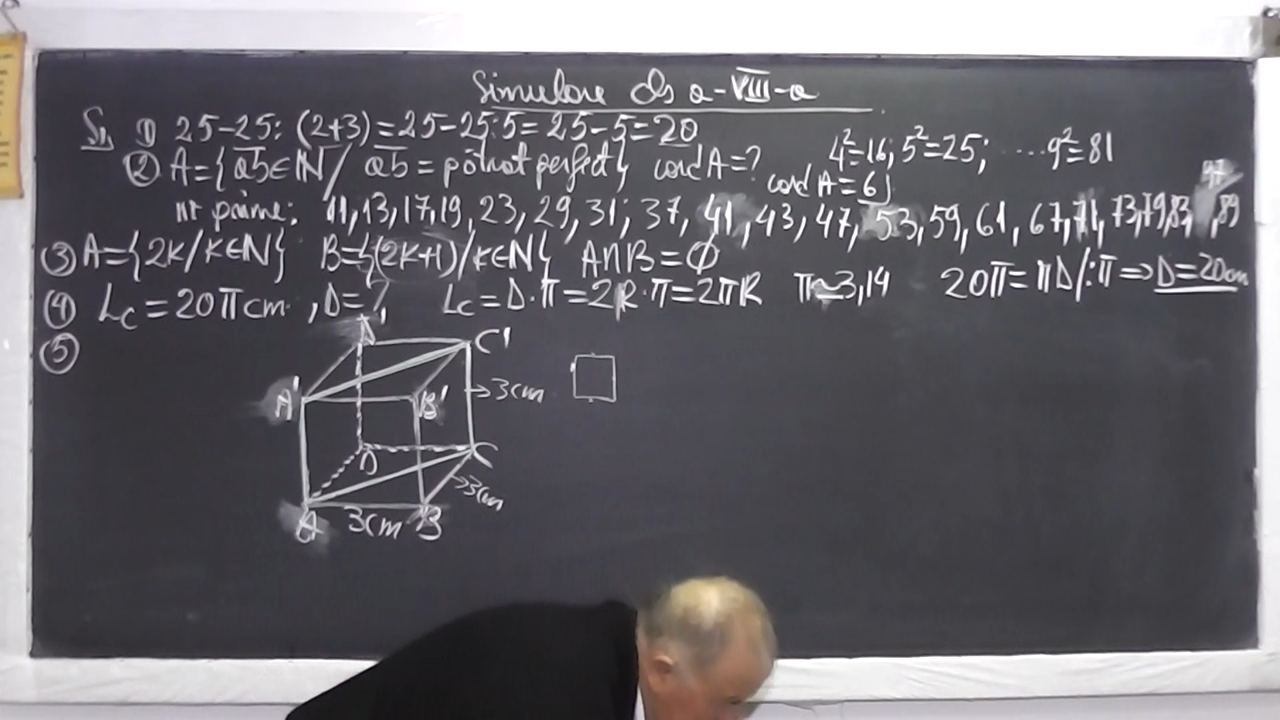 Simulare cls a-VIII-a
S₁, 1) 25-25:(2+3)=25-25:5=25-5=20
② A={ab̅∈ℕ/ ab̅=pătrat perfect} card A=? 4²=16; 5²=25; ....9²=81
card A=6;
nr prime: 11, 13, 17, 19, 23, 29, 31; 37, 41, 43, 47, 53, 59, 61, 67, 71, 73, 79, 83, 89
97
③ A={2k/k∈N} B={(2k+1)/k∈N} A∩B=∅
④ Lc=20πcm, D=?, Lc=D·π=2R·π=2πR π≈3,14 20π=πD/:π⇒D=20cm
⑤
C'
A' B' →3cm
D C
→3cm
A 3cm B